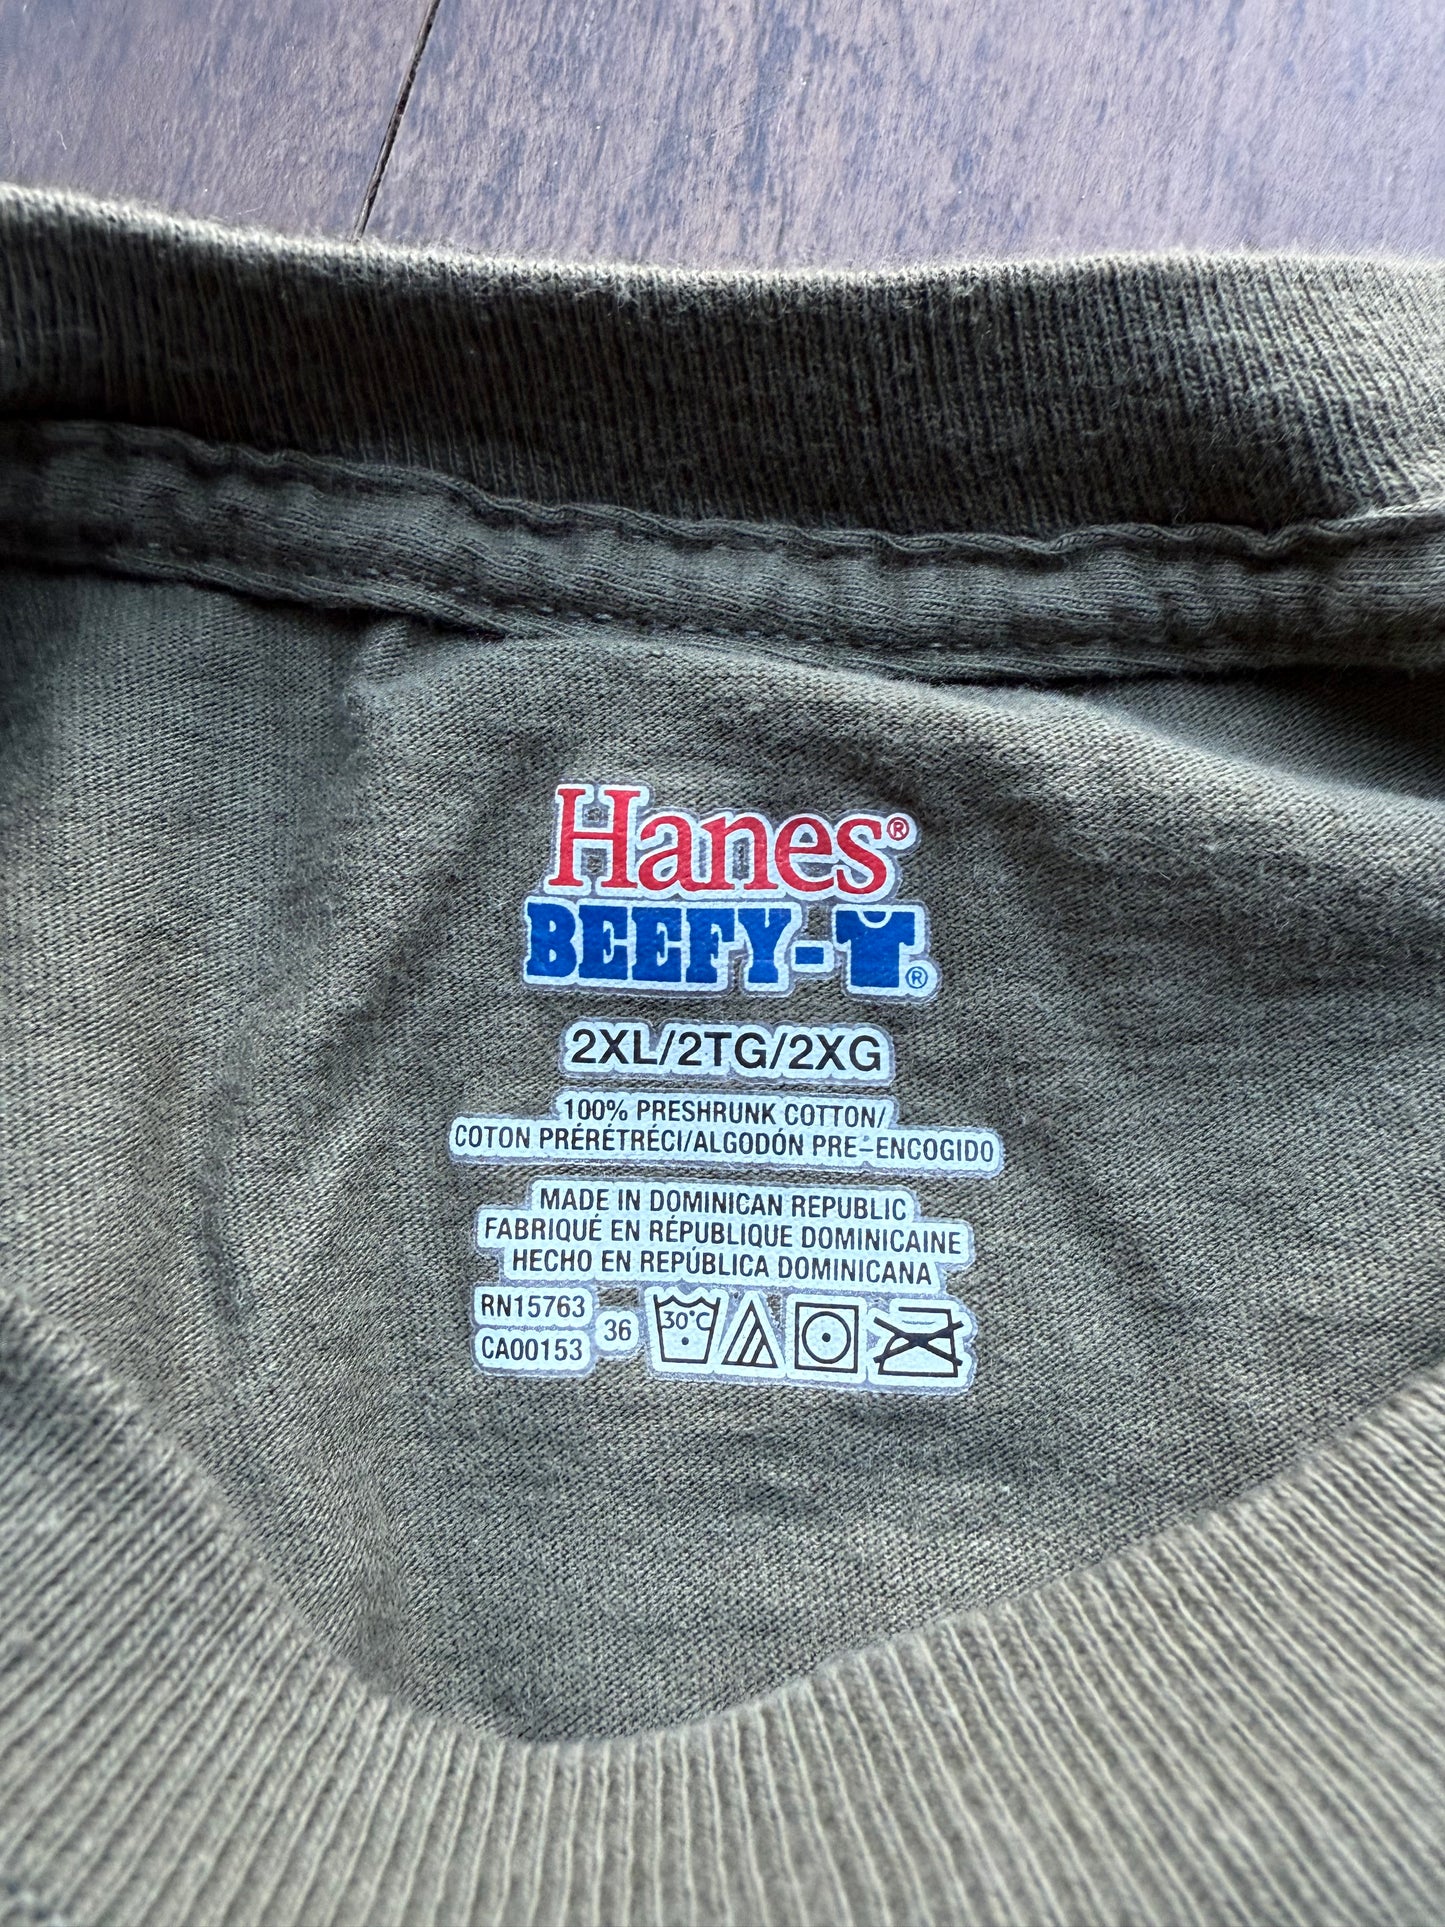 Hanes®
BEEFY-T®
2XL/2TG/2XG
100% PRESHRUNK COTTON/
COTON PRÉRÉTRÉCI/ALGODÓN PRE-ENCOGIDO
MADE IN DOMINICAN REPUBLIC
FABRIQUÉ EN RÉPUBLIQUE DOMINICAINE
HECHO EN REPÚBLICA DOMINICANA
RN15763
CA00153
36
30°C